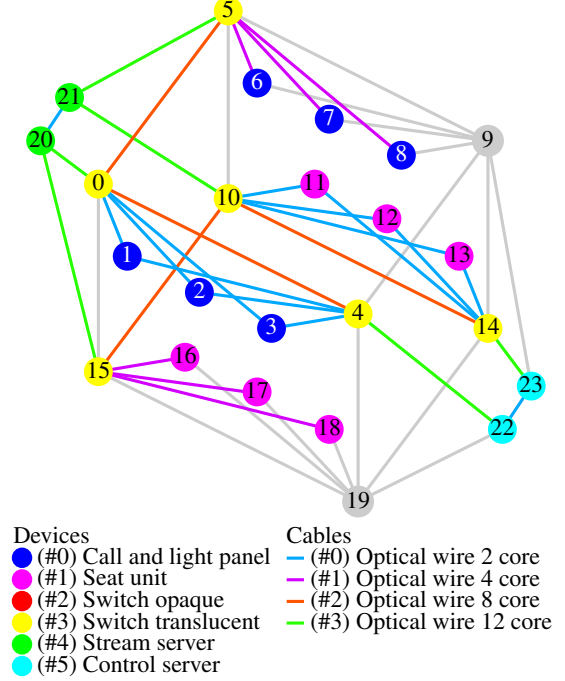 5
6
21
7
20
9
8
0
11
10
12
13
1
2
4
3
14
16
15
23
17
18
22
19
Devices
(#0) Call and light panel
(#1) Seat unit
(#2) Switch opaque
(#3) Switch translucent
(#4) Stream server
(#5) Control server
Cables
(#0) Optical wire 2 core
(#1) Optical wire 4 core
(#2) Optical wire 8 core
(#3) Optical wire 12 core